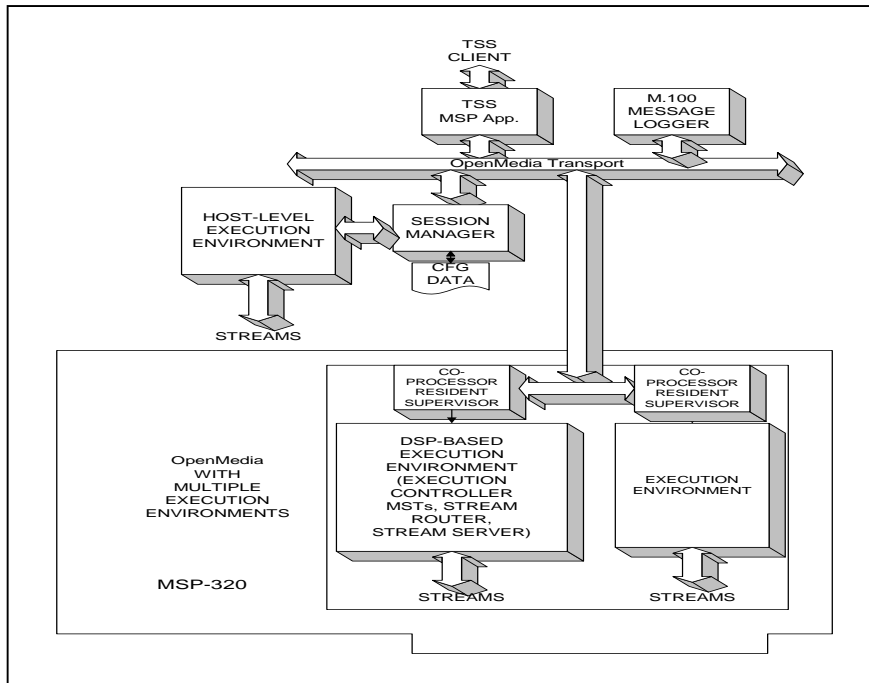 TSS
CLIENT
TSS
MSP App.
M.100
MESSAGE
LOGGER
OpenMedia Transport
HOST-LEVEL
EXECUTION
ENVIRONMENT
SESSION
MANAGER
CFG
DATA
STREAMS
CO-
PROCESSOR
RESIDENT
SUPERVISOR
CO-
PROCESSOR
RESIDENT
SUPERVISOR
OpenMedia
WITH
MULTIPLE
EXECUTION
ENVIRONMENTS
DSP-BASED
EXECUTION
ENVIRONMENT
(EXECUTION
CONTROLLER
MSTs, STREAM
ROUTER,
STREAM SERVER)
EXECUTION
ENVIRONMENT
MSP-320
STREAMS
STREAMS